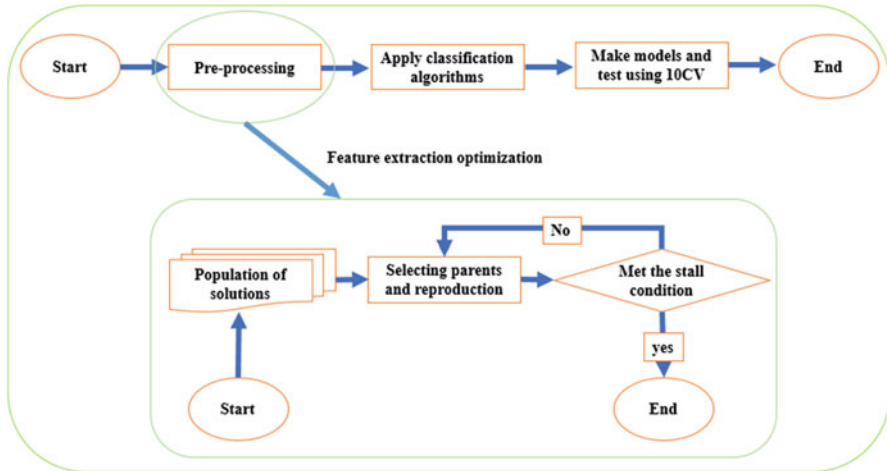 Start
Pre-processing
Apply classification
algorithms
Make models and
test using 10CV
End
Feature extraction optimization
No
Population of
solutions
Selecting parents
and reproduction
Met the stall
condition
yes
Start
End